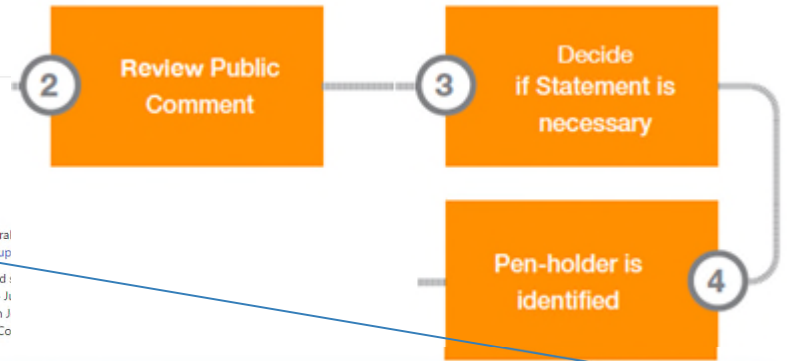 2
Review Public
Comment
3
Decide
if Statement is
necessary
Pen-holder is
identified
4